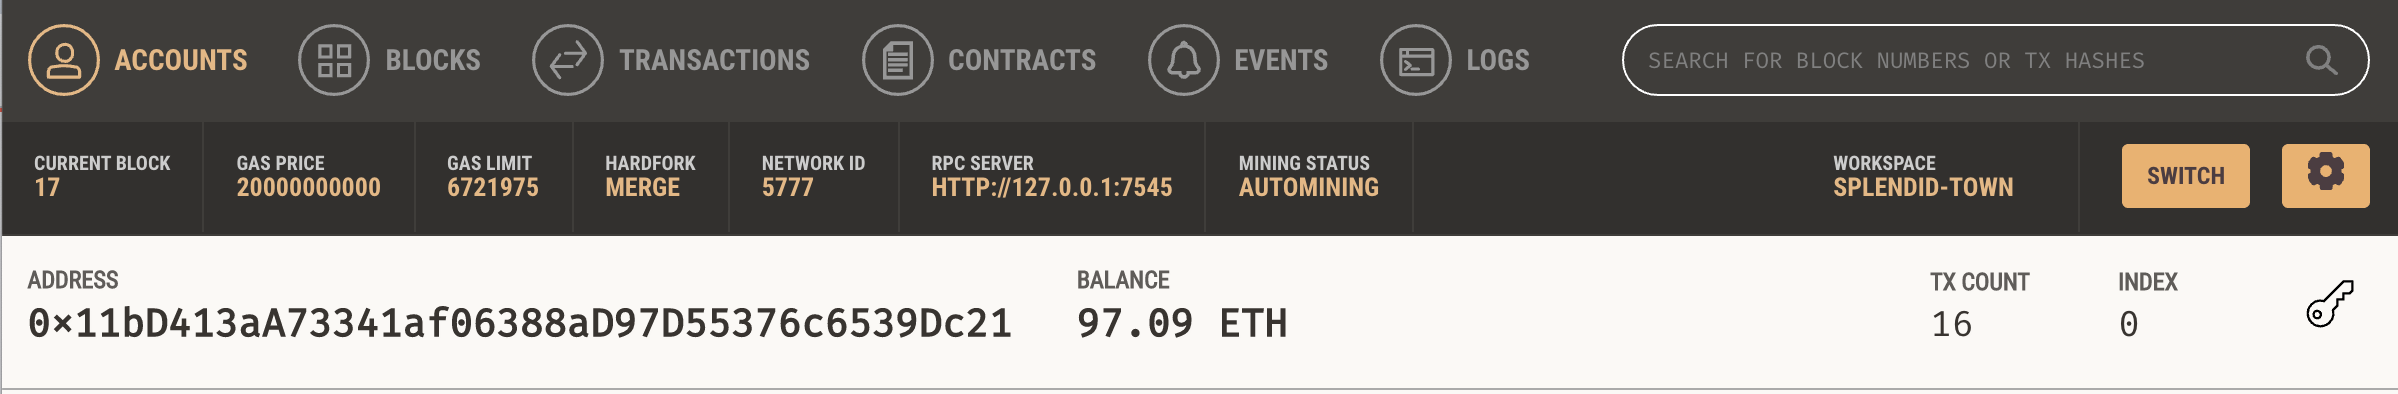 ACCOUNTS BLOCKS TRANSACTIONS CONTRACTS EVENTS LOGS SEARCH FOR BLOCK NUMBERS OR TX HASHES
CURRENT BLOCK GAS PRICE GAS LIMIT HARDFORK NETWORK ID RPC SERVER MINING STATUS WORKSPACE
17 20000000000 6721975 MERGE 5777 HTTP://127.0.0.1:7545 AUTOMINING SPLENDID-TOWN SWITCH
ADDRESS BALANCE TX COUNT INDEX
0×11bD413aA73341af06388aD97D55376c6539Dc21 97.09 ETH 16 0